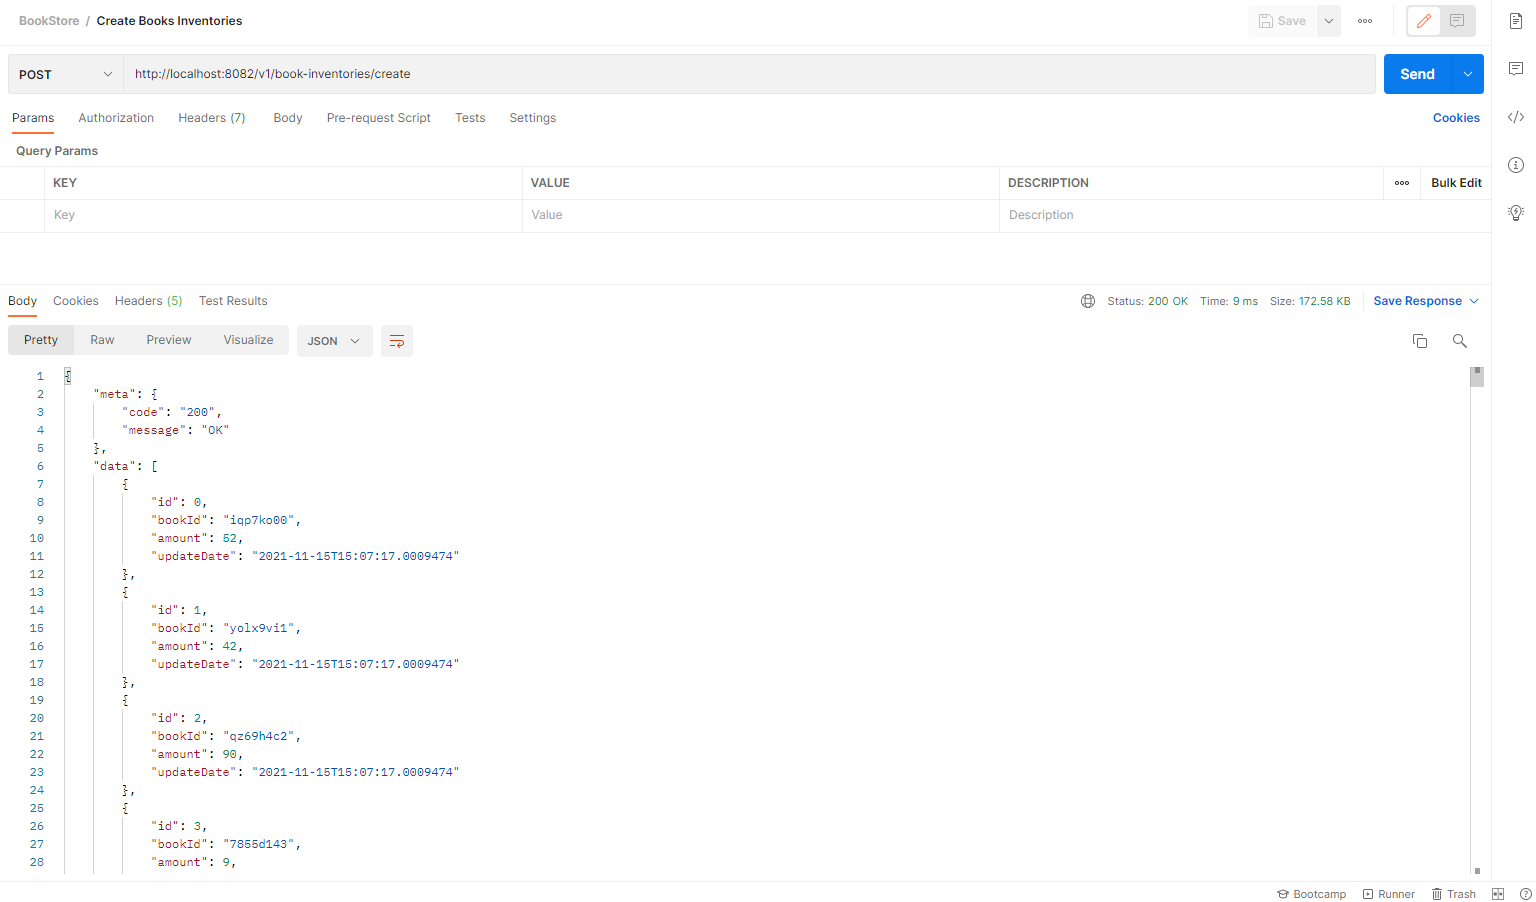 BookStore / Create Books Inventories
Save
POST
http://localhost:8082/v1/book-inventories/create
Send
Params Authorization Headers (7) Body Pre-request Script Tests Settings Cookies
Query Params
KEY VALUE DESCRIPTION Bulk Edit
Key Value Description
Body Cookies Headers (5) Test Results Status: 200 OK Time: 9 ms Size: 172.58 KB Save Response
Pretty Raw Preview Visualize JSON
1 {
2 "meta": {
3 "code": "200",
4 "message": "OK"
5 },
6 "data": [
7 {
8 "id": 0,
9 "bookId": "iqp7ko00",
10 "amount": 52,
11 "updateDate": "2021-11-15T15:07:17.0009474"
12 },
13 {
14 "id": 1,
15 "bookId": "yolx9vi1",
16 "amount": 42,
17 "updateDate": "2021-11-15T15:07:17.0009474"
18 },
19 {
20 "id": 2,
21 "bookId": "qz69h4c2",
22 "amount": 90,
23 "updateDate": "2021-11-15T15:07:17.0009474"
24 },
25 {
26 "id": 3,
27 "bookId": "7855d143",
28 "amount": 9,
Bootcamp Runner Trash